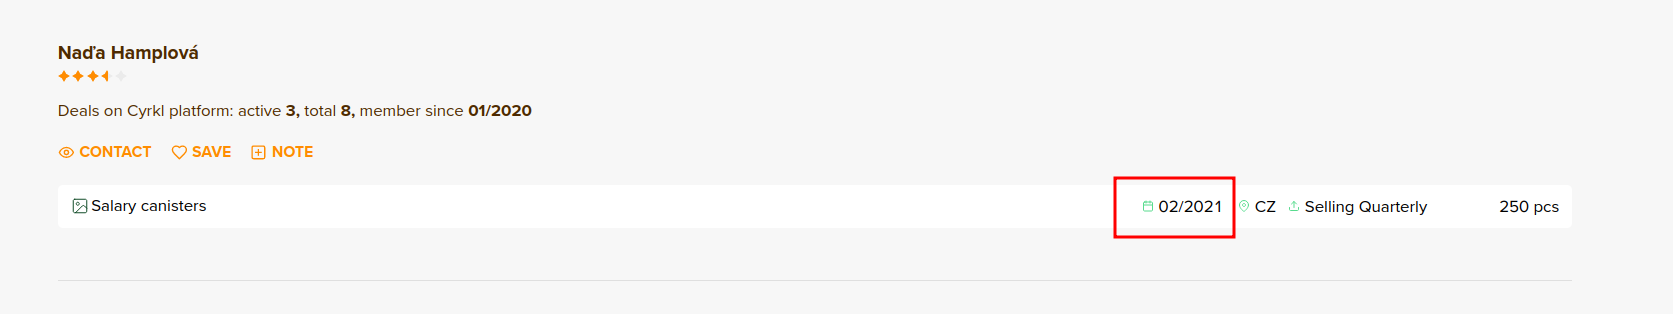 Naďa Hamplová
Deals on Cyrkl platform: active 3, total 8, member since 01/2020
CONTACT SAVE NOTE
Salary canisters 02/2021 CZ Selling Quarterly 250 pcs